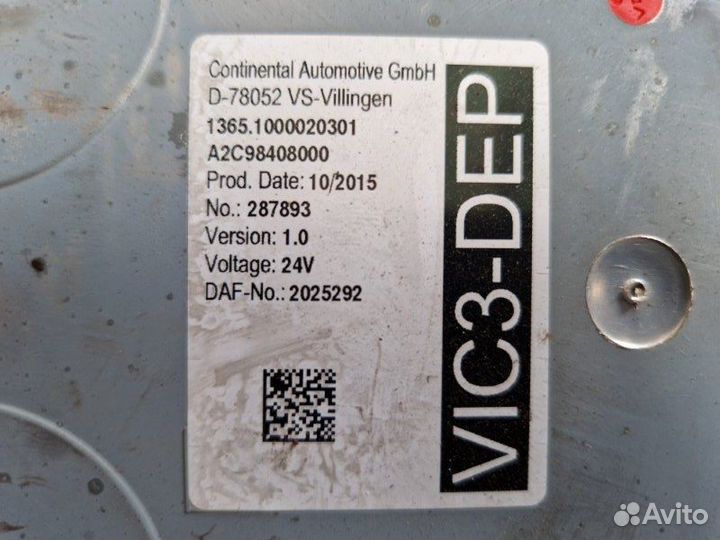 Continental Automotive GmbH
D-78052 VS-Villingen
1365.1000020301
A2C98408000
Prod. Date: 10/2015
No.: 287893
Version: 1.0
Voltage: 24V
DAF-No.: 2025292
VIC3-DEP
Avito